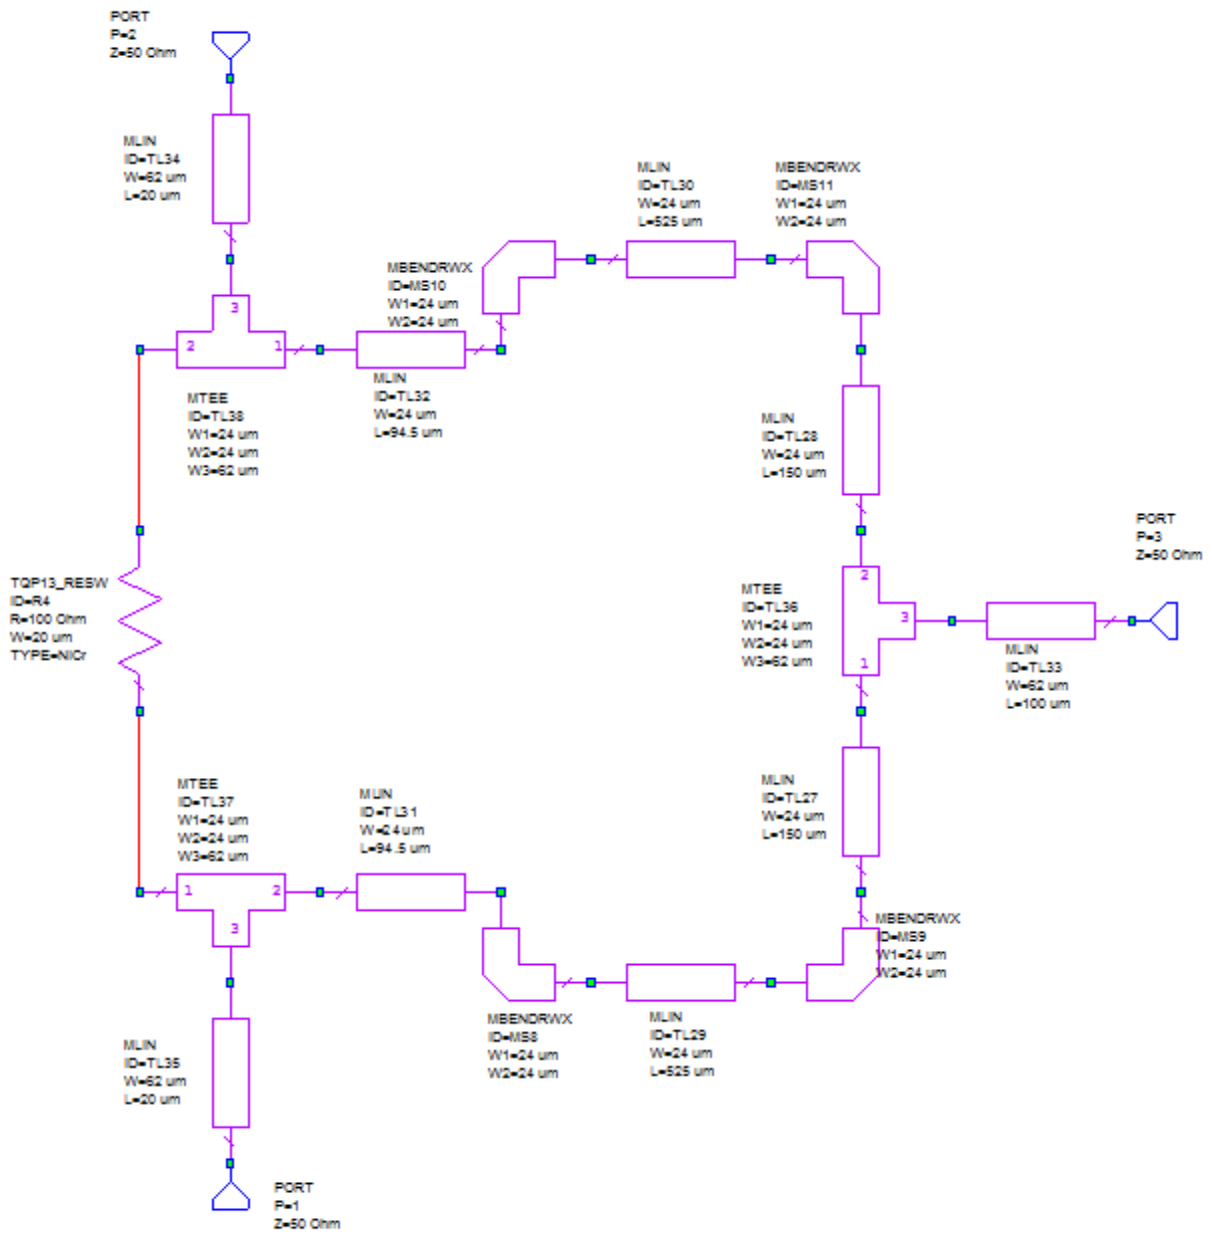 PORT
P=2
Z=50 Ohm
MLIN
ID=TL34
W=62 um
L=20 um
MLIN
ID=TL30
W=24 um
L=525 um
MBENDRWX
ID=MS11
W1=24 um
W2=24 um
MBENDRWX
ID=MS10
W1=24 um
W2=24 um
3
2
1
MTEE
ID=TL38
W1=24 um
W2=24 um
W3=62 um
MLIN
ID=TL32
W=24 um
L=94.5 um
MLIN
ID=TL28
W=24 um
L=150 um
PORT
P=3
Z=50 Ohm
TQP13_RESW
ID=R4
R=100 Ohm
W=20 um
TYPE=NiCr
MTEE
ID=TL36
W1=24 um
W2=24 um
W3=62 um
2
3
1
MLIN
ID=TL33
W=62 um
L=100 um
MTEE
ID=TL37
W1=24 um
W2=24 um
W3=62 um
MLIN
ID=TL31
W=24 um
L=94.5 um
MLIN
ID=TL27
W=24 um
L=150 um
1
2
3
MBENDRWX
ID=MS9
W1=24 um
W2=24 um
MBENDRWX
ID=MS8
W1=24 um
W2=24 um
MLIN
ID=TL29
W=24 um
L=525 um
MLIN
ID=TL35
W=62 um
L=20 um
PORT
P=1
Z=50 Ohm